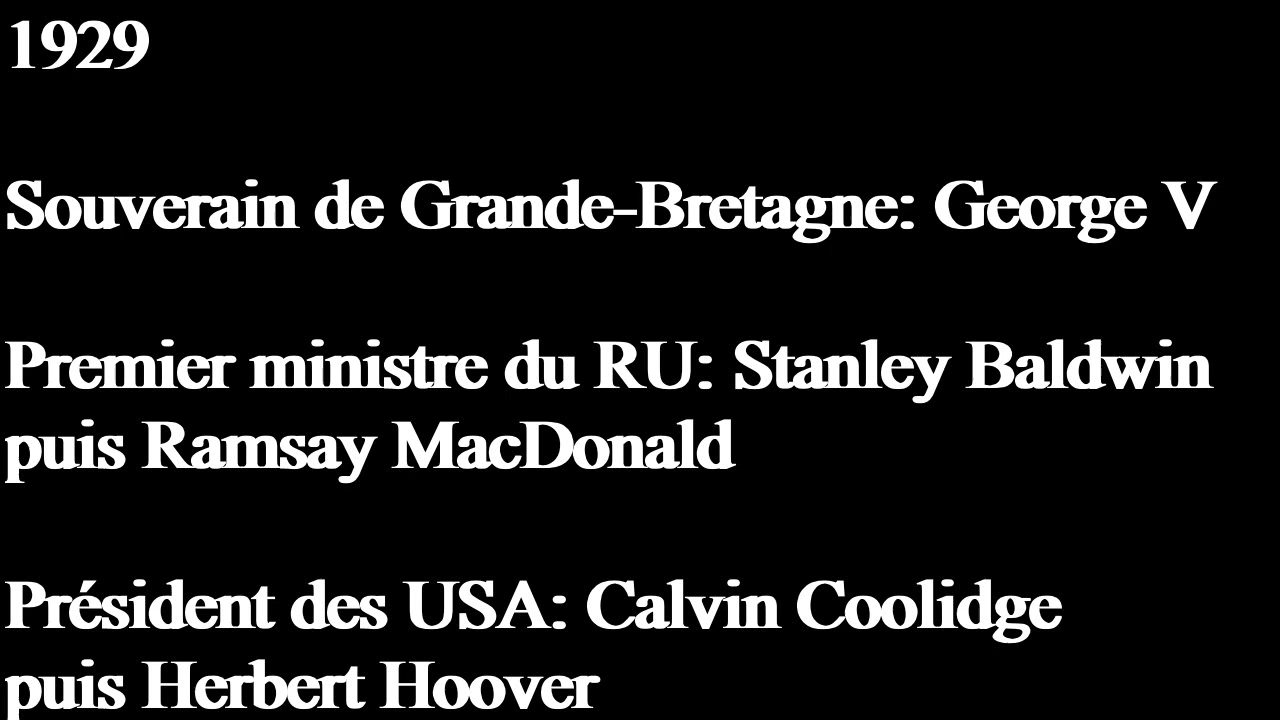 1929
Souverain de Grande-Bretagne: George V
Premier ministre du RU: Stanley Baldwin
puis Ramsay MacDonald
Président des USA: Calvin Coolidge
puis Herbert Hoover